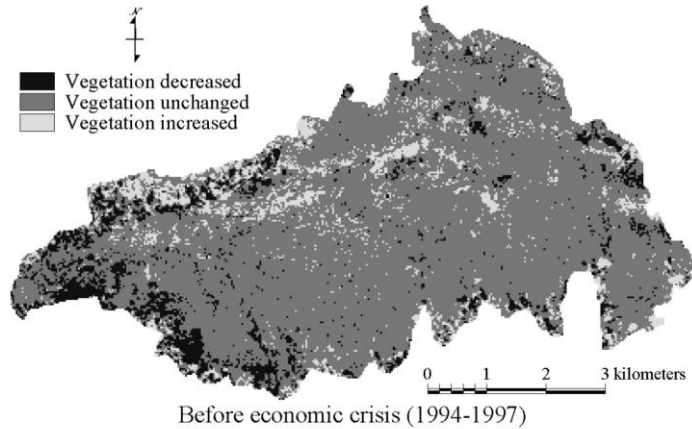 N
Vegetation decreased
Vegetation unchanged
Vegetation increased
0 1 2 3 kilometers
Before economic crisis (1994-1997)